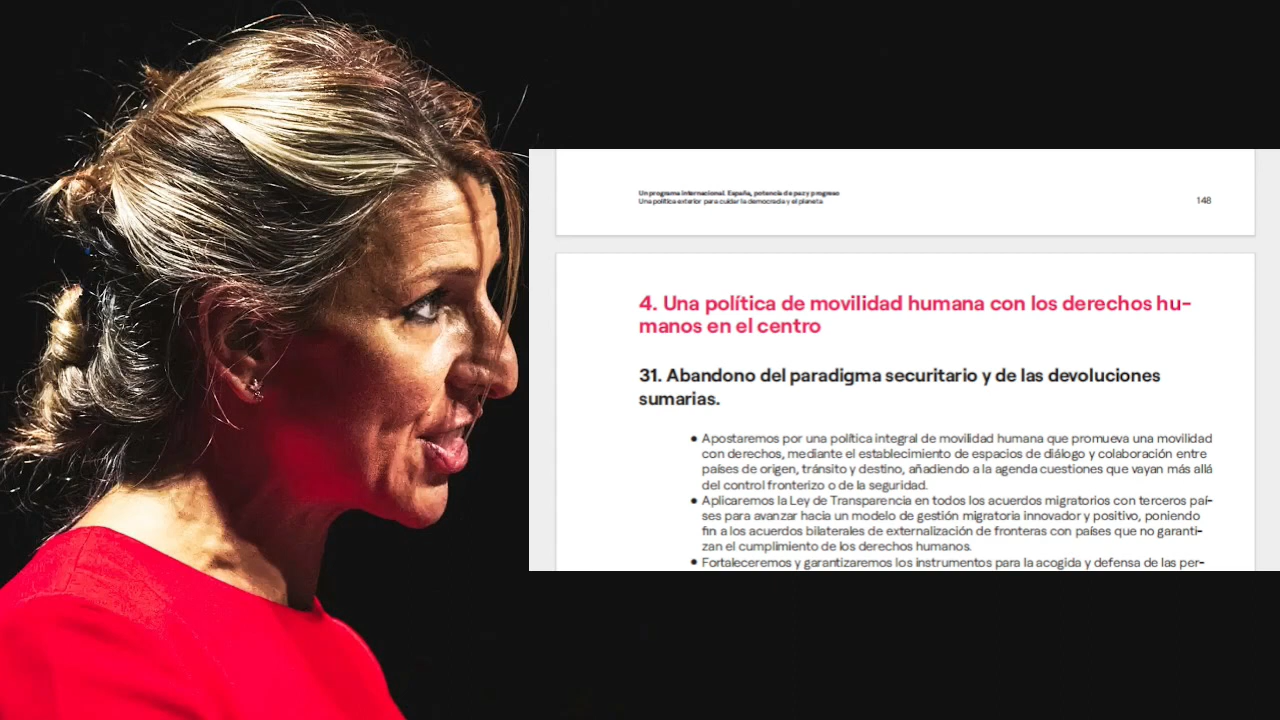 Un programa internacional. España, potencia de paz y progreso
Una política exterior para cuidar la democracia y el planeta
148
4. Una política de movilidad humana con los derechos hu-
manos en el centro
31. Abandono del paradigma securitario y de las devoluciones
sumarias.
● Apostaremos por una política integral de movilidad humana que promueva una movilidad
con derechos, mediante el establecimiento de espacios de diálogo y colaboración entre
países de origen, tránsito y destino, añadiendo a la agenda cuestiones que vayan más allá
del control fronterizo o de la seguridad.
● Aplicaremos la Ley de Transparencia en todos los acuerdos migratorios con terceros paí-
ses para avanzar hacia un modelo de gestión migratoria innovador y positivo, poniendo
fin a los acuerdos bilaterales de externalización de fronteras con países que no garanti-
zan el cumplimiento de los derechos humanos.
● Fortaleceremos y garantizaremos los instrumentos para la acogida y defensa de las per-